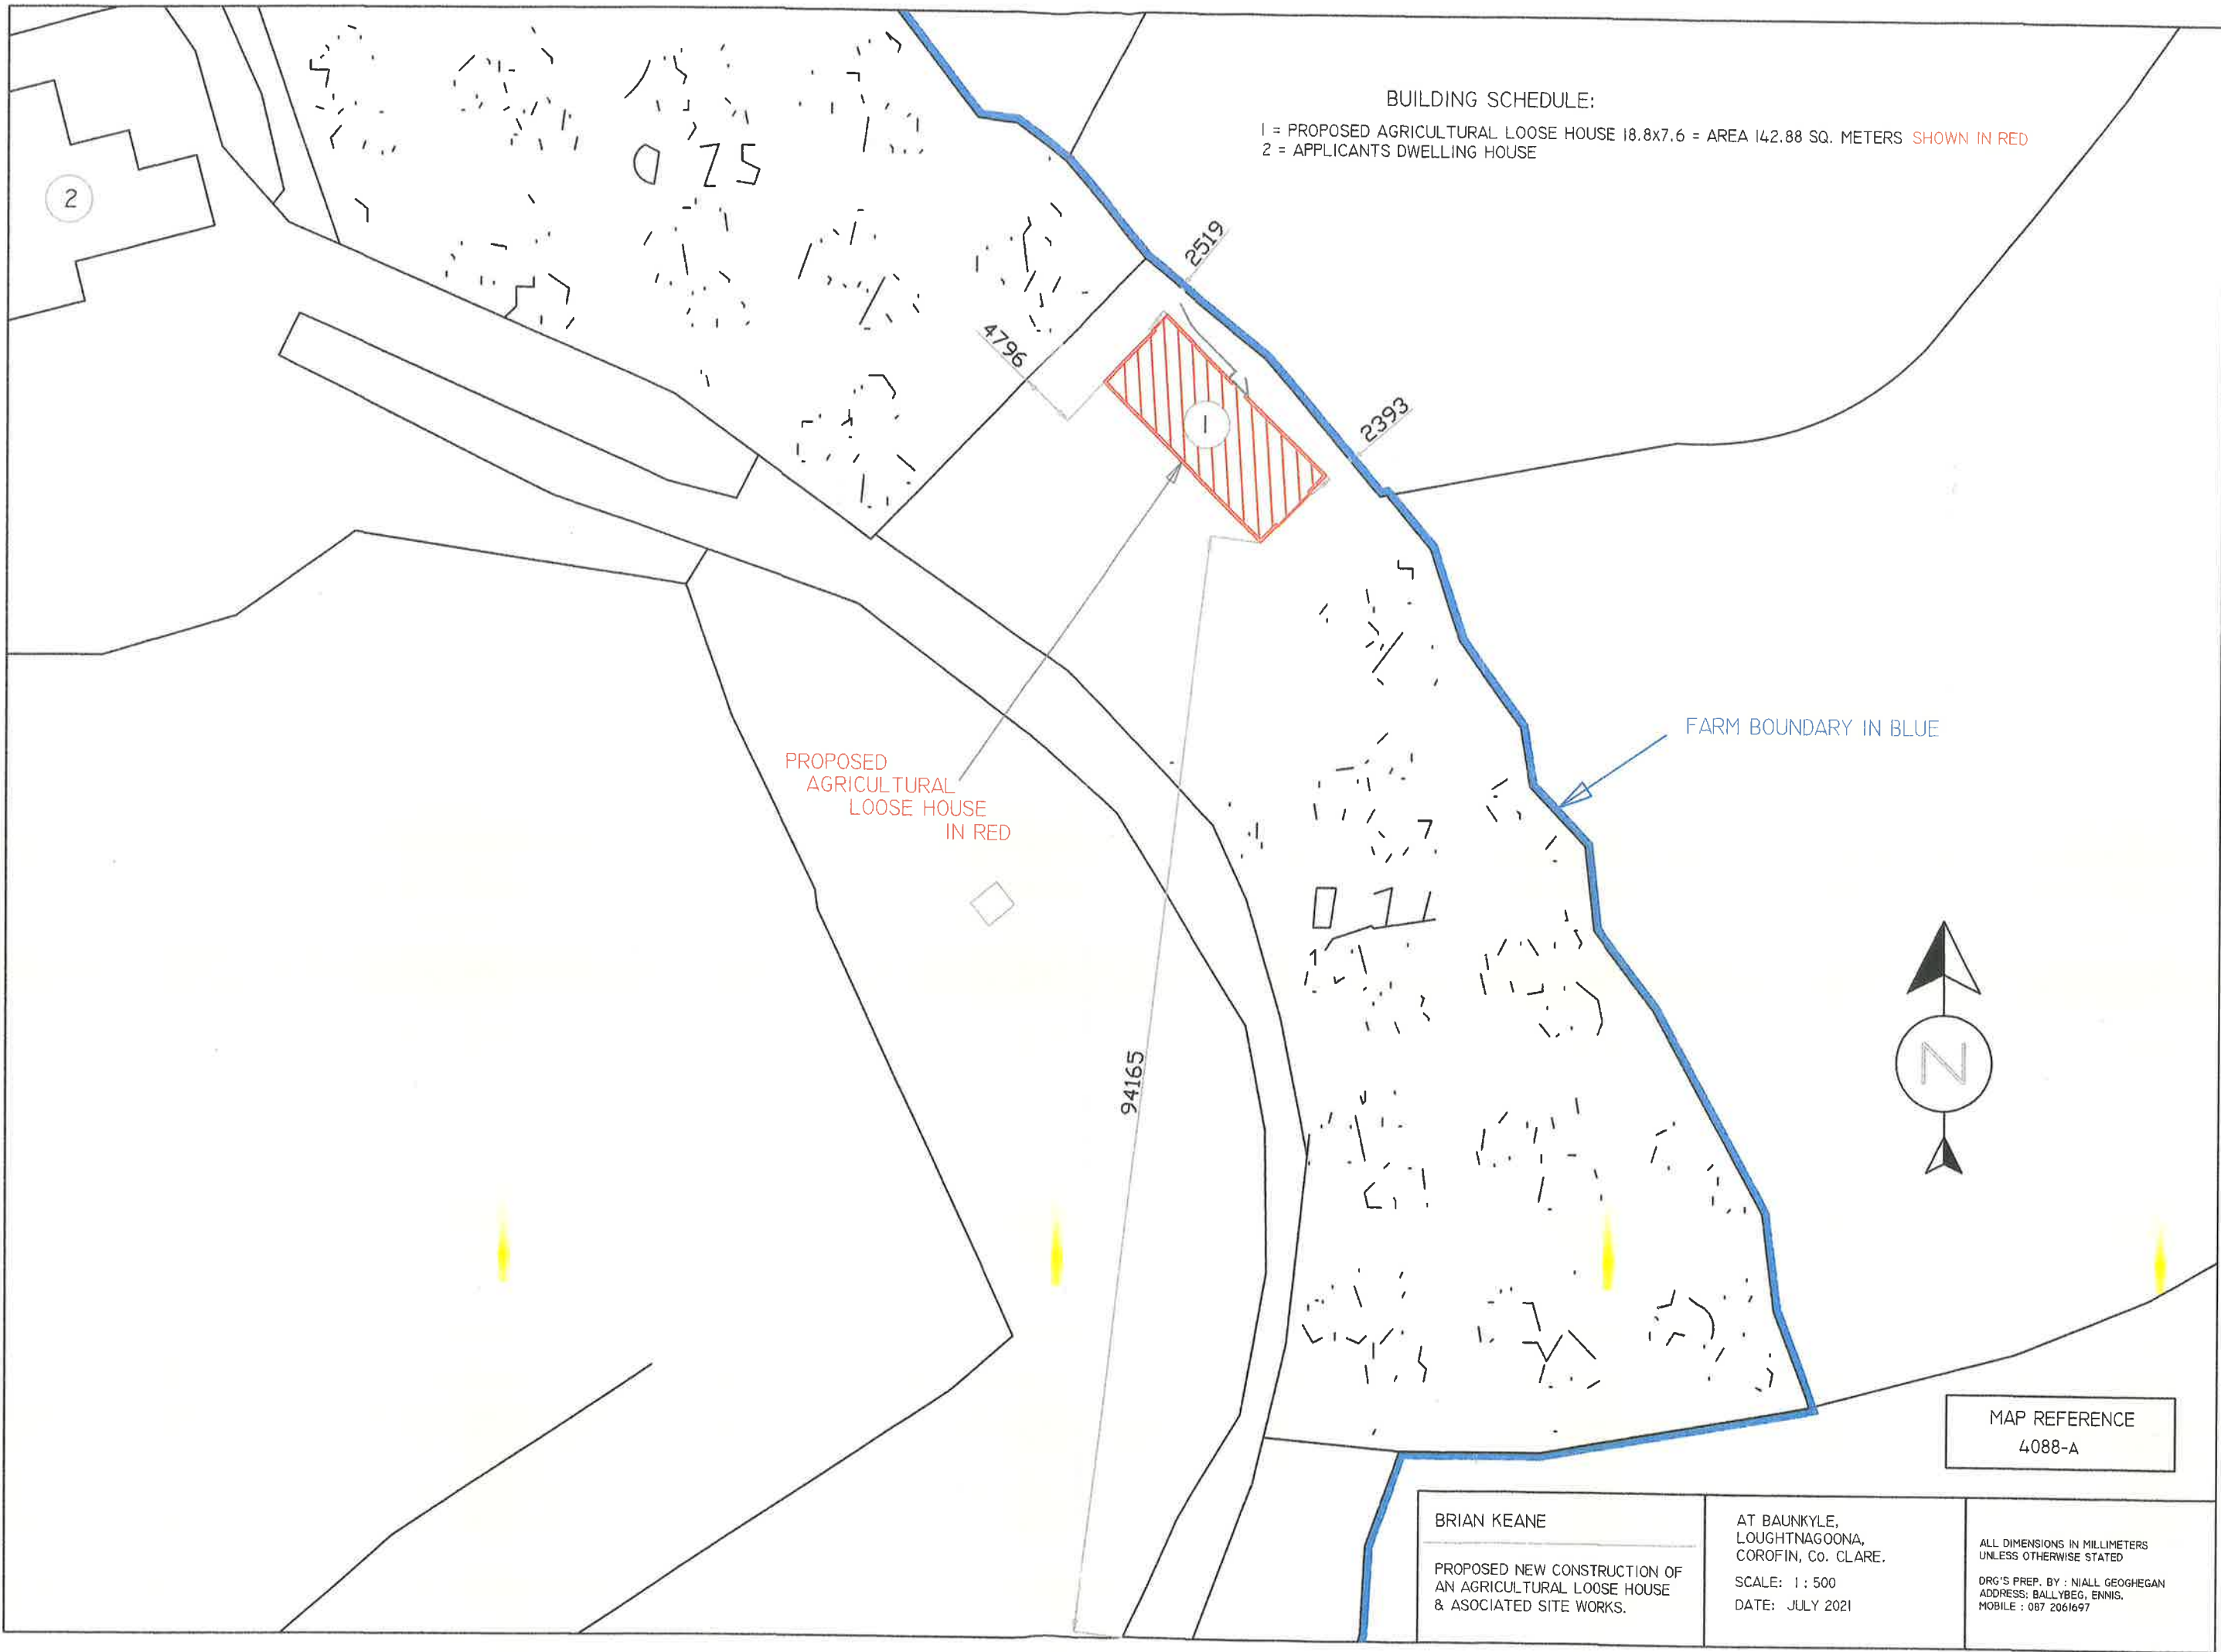 BUILDING SCHEDULE:
1 = PROPOSED AGRICULTURAL LOOSE HOUSE 18.8X7.6 = AREA 142.88 SQ. METERS SHOWN IN RED
2 = APPLICANTS DWELLING HOUSE
2
0 25
2519
4796
2393
1
PROPOSED
AGRICULTURAL
LOOSE HOUSE
IN RED
FARM BOUNDARY IN BLUE
0 71
94165
N
MAP REFERENCE
4088-A
BRIAN KEANE
PROPOSED NEW CONSTRUCTION OF
AN AGRICULTURAL LOOSE HOUSE
& ASOCIATED SITE WORKS.
AT BAUNKYLE,
LOUGHTNAGOONA,
COROFIN, Co. CLARE.
SCALE: 1 : 500
DATE: JULY 2021
ALL DIMENSIONS IN MILLIMETERS
UNLESS OTHERWISE STATED
DRG'S PREP. BY : NIALL GEOGHEGAN
ADDRESS: BALLYBEG, ENNIS.
MOBILE : 087 2061697